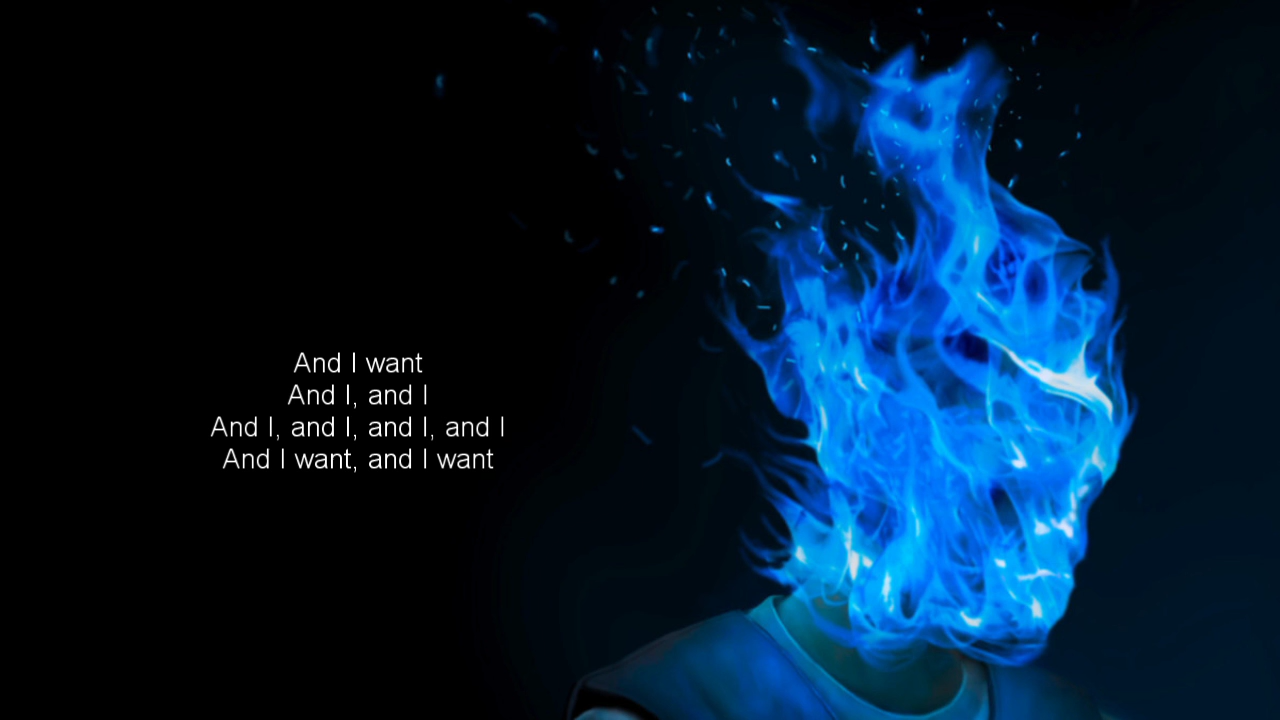 And I want
And I, and I
And I, and I, and I, and I
And I want, and I want